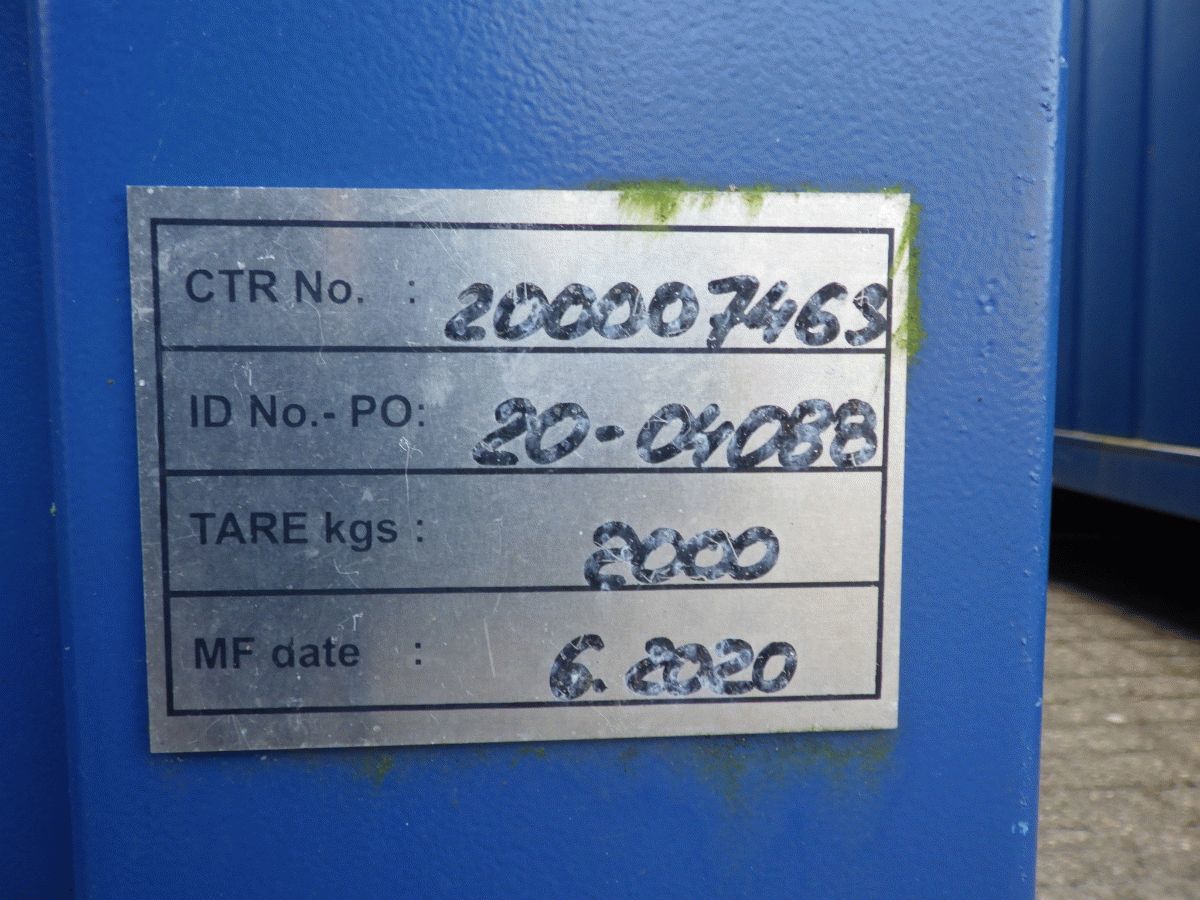 CTR No. : 200007463
ID No.- PO: 20-04088
TARE kgs : 2000
MF date : 6.2020